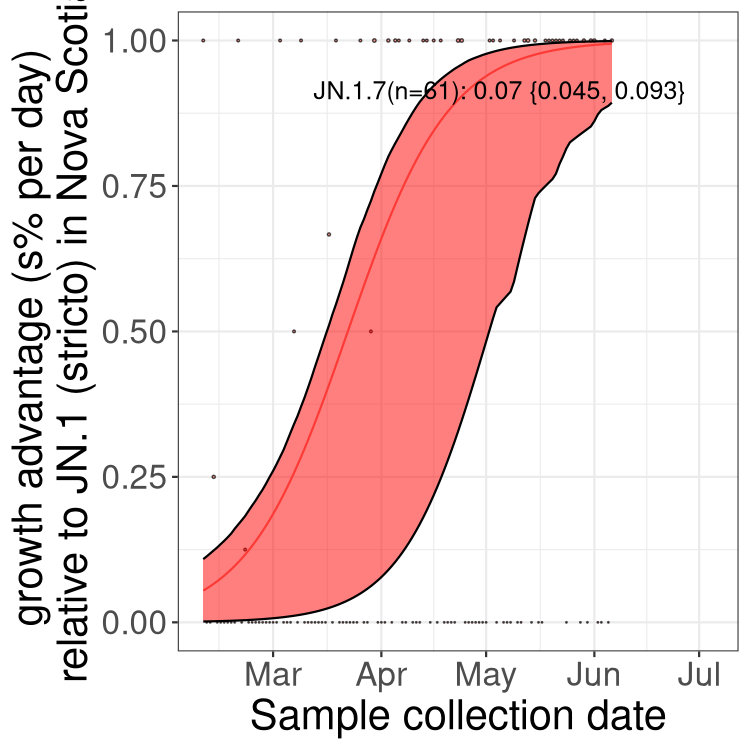 growth advantage (s% per day)
relative to JN.1 (stricto) in Nova Scotia
1.00
0.75
0.50
0.25
0.00
JN.1.7(n=61): 0.07 {0.045, 0.093}
Mar Apr May Jun Jul
Sample collection date